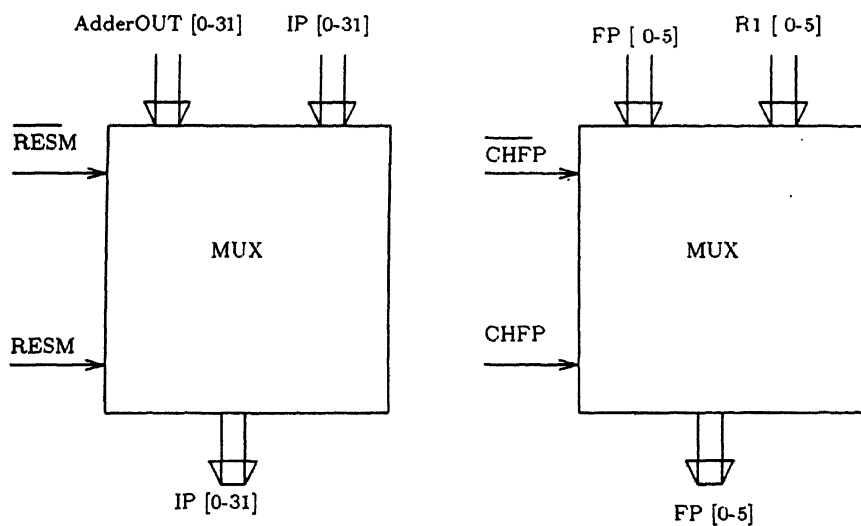 AdderOUT [0-31] IP [0-31]
RESM
MUX
RESM
IP [0-31]
FP [ 0-5] R1 [ 0-5]
CHFP
MUX
CHFP
FP [0-5]